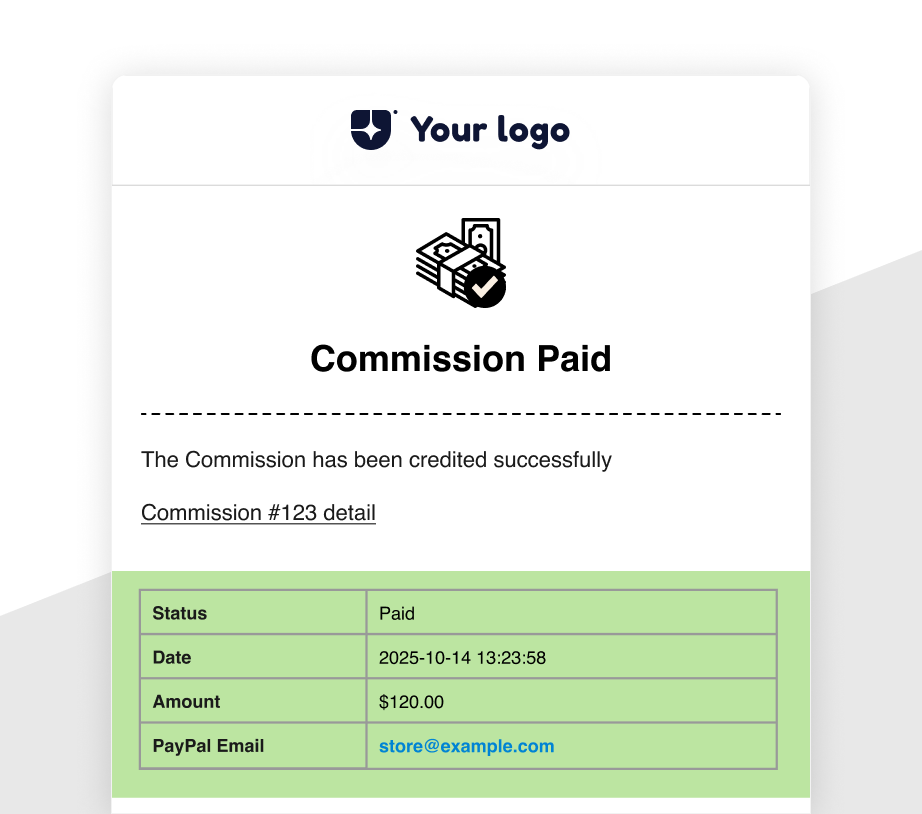 Your logo
Commission Paid
The Commission has been credited successfully
Commission #123 detail
Status Paid
Date 2025-10-14 13:23:58
Amount $120.00
PayPal Email store@example.com